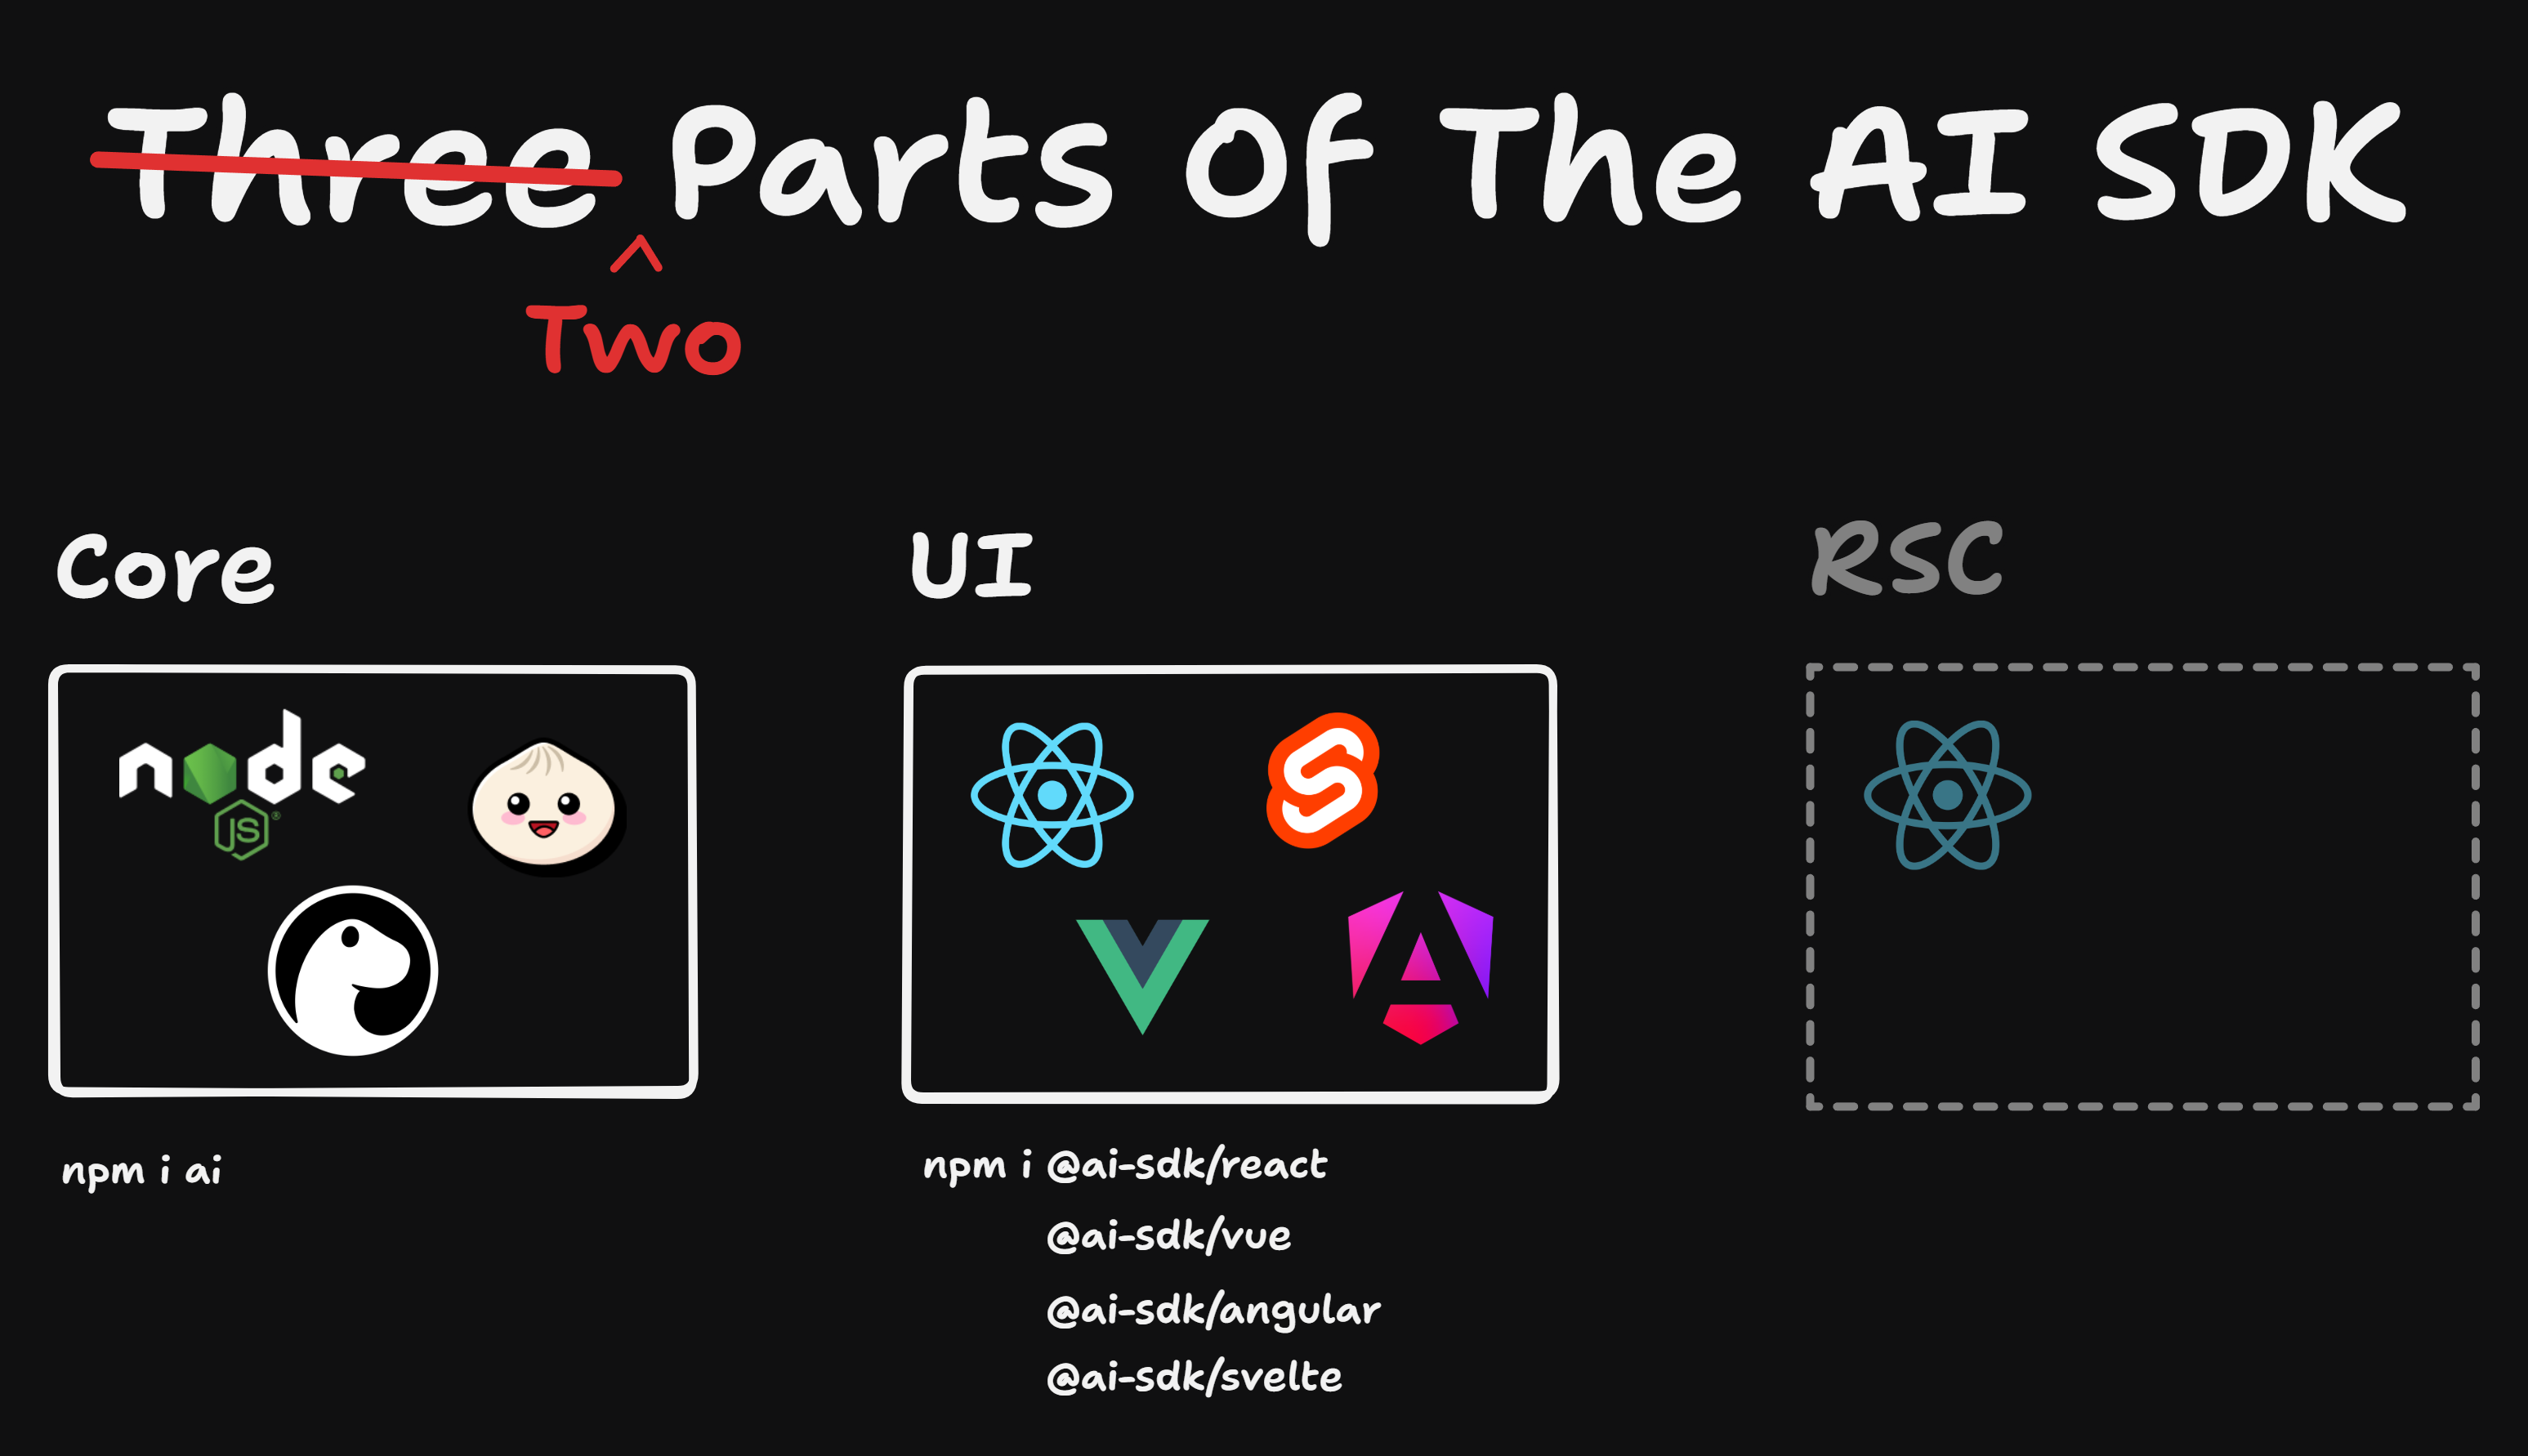 Three Parts Of The AI SDK
^
Two
Core
UI
RSC
node
JS®
npm i ai
npm i @ai-sdk/react
@ai-sdk/vue
@ai-sdk/angular
@ai-sdk/svelte